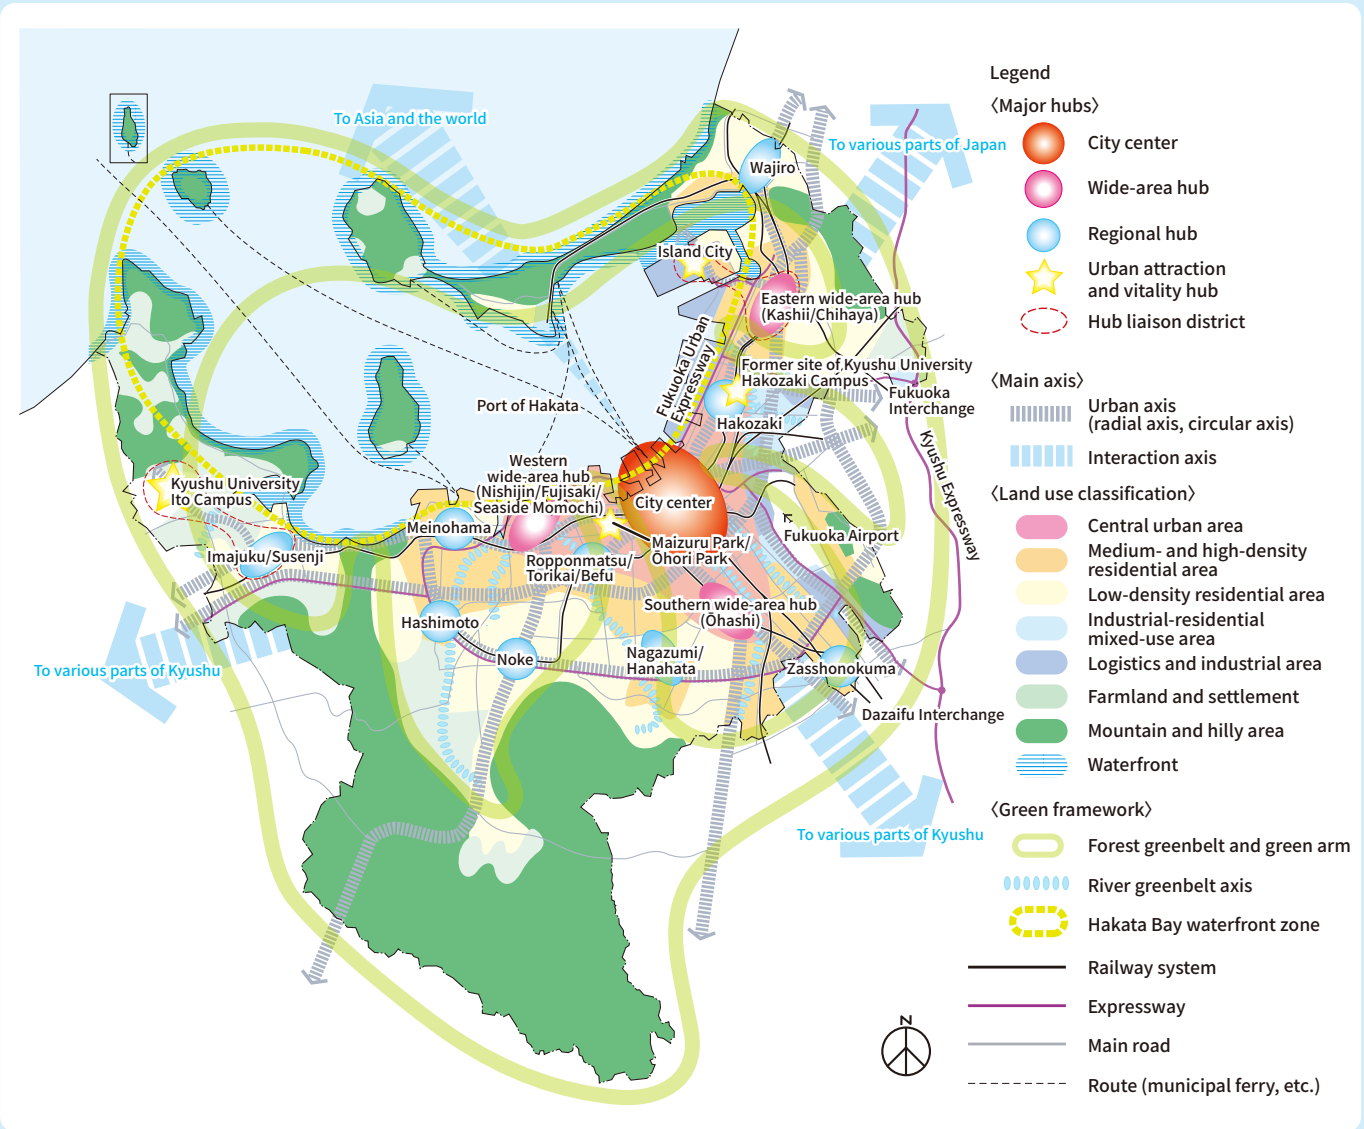 To Asia and the world
To various parts of Japan
Wajiro
Island City
Eastern wide-area hub
(Kashii/Chihaya)
Fukuoka Urban
Expressway
Former site of Kyushu University
Hakozaki Campus
Fukuoka
Interchange
Port of Hakata
Hakozaki
Kyushu Expressway
Western
wide-area hub
(Nishijin/Fujisaki/
Seaside Momochi)
Kyushu University
Ito Campus
City center
Meinohama
Maizuru Park/
Ōhori Park
Fukuoka Airport
Imajuku/Susenji
Ropponmatsu/
Torikai/Befu
Southern wide-area hub
(Ōhashi)
Hashimoto
Noke
Nagazumi/
Hanahata
Zasshonokuma
To various parts of Kyushu
Dazaifu Interchange
To various parts of Kyushu
Legend
〈Major hubs〉
City center
Wide-area hub
Regional hub
Urban attraction
and vitality hub
Hub liaison district
〈Main axis〉
Urban axis
(radial axis, circular axis)
Interaction axis
〈Land use classification〉
Central urban area
Medium- and high-density
residential area
Low-density residential area
Industrial-residential
mixed-use area
Logistics and industrial area
Farmland and settlement
Mountain and hilly area
Waterfront
〈Green framework〉
Forest greenbelt and green arm
River greenbelt axis
Hakata Bay waterfront zone
Railway system
Expressway
Main road
Route (municipal ferry, etc.)
N